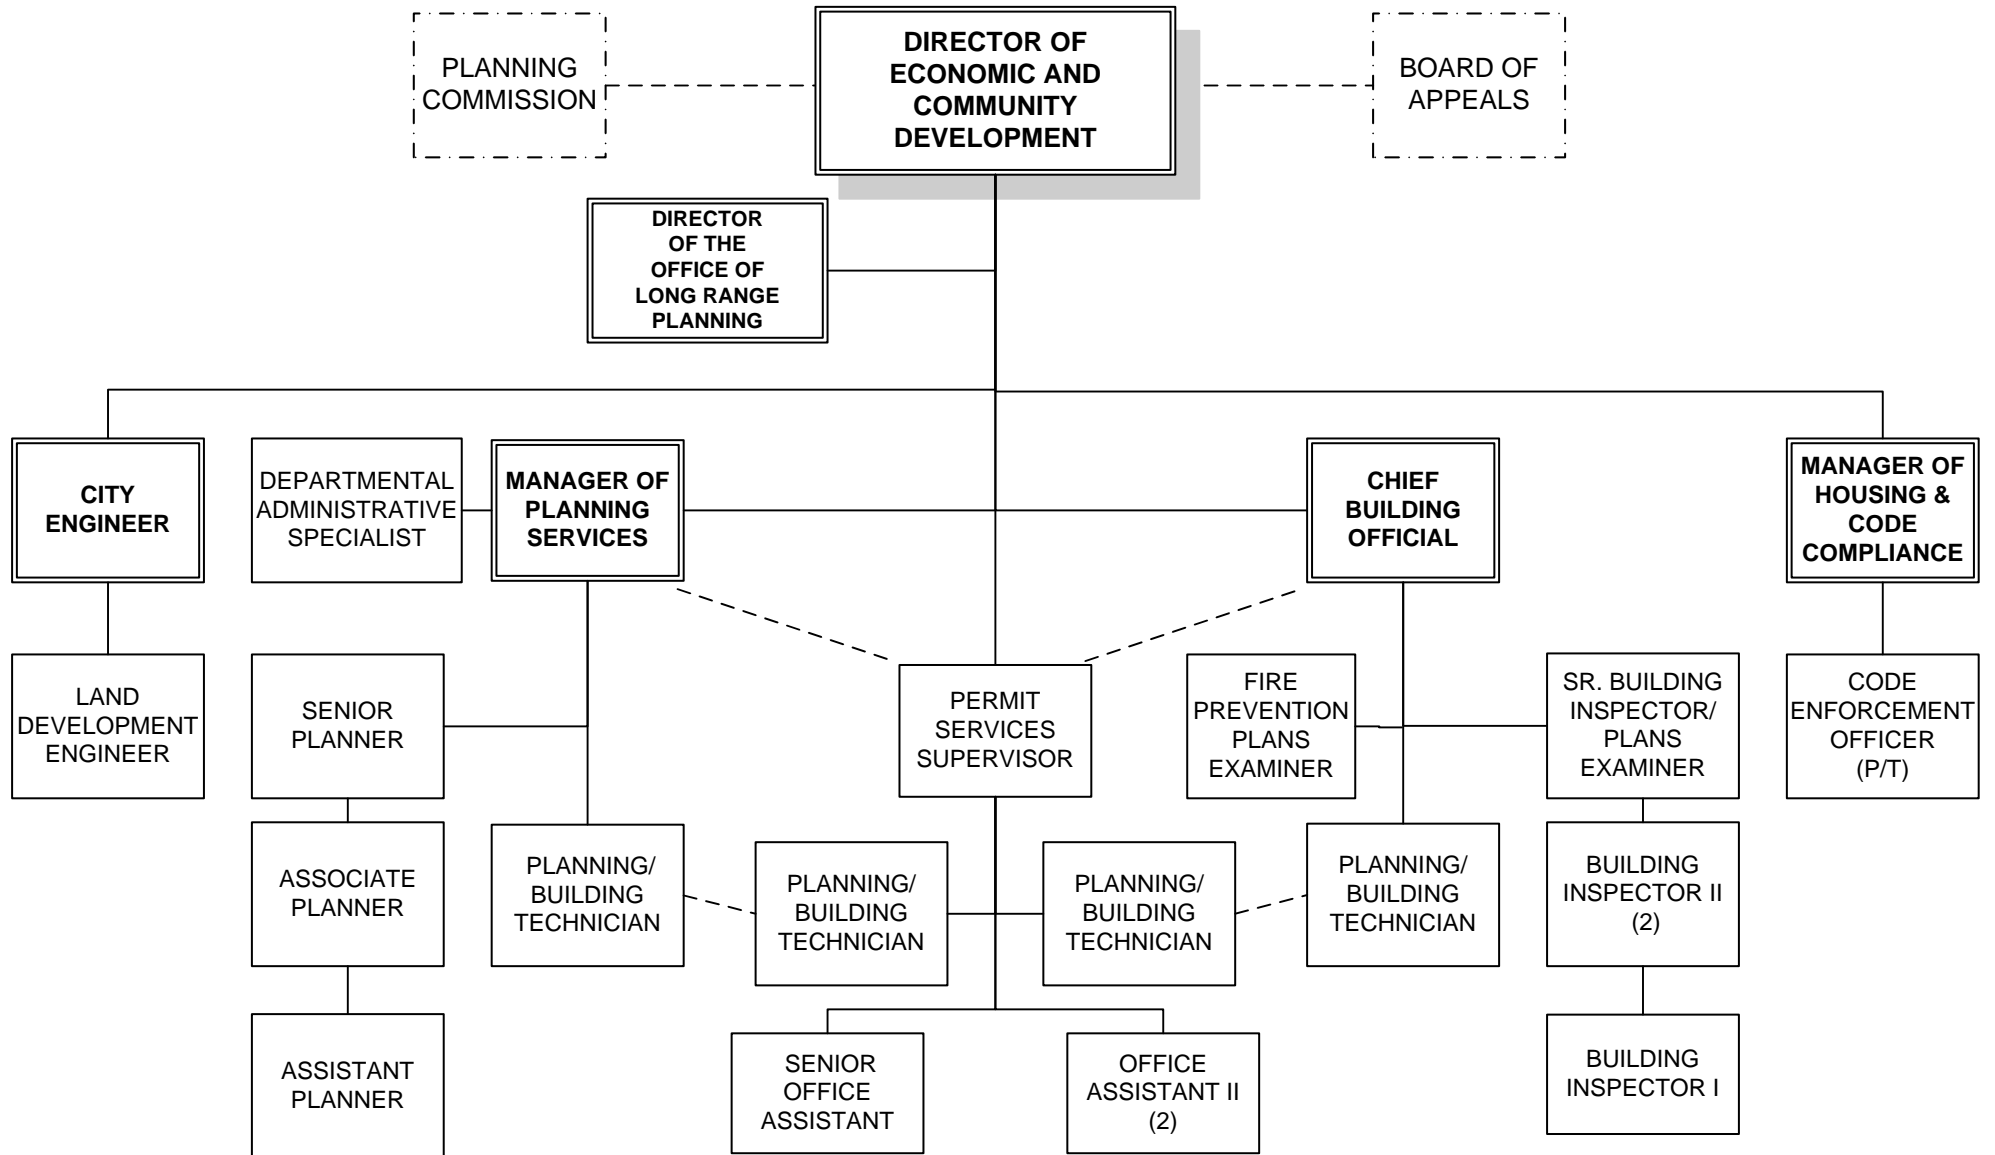 PLANNING
COMMISSION
DIRECTOR OF
ECONOMIC AND
COMMUNITY
DEVELOPMENT
BOARD OF
APPEALS
DIRECTOR
OF THE
OFFICE OF
LONG RANGE
PLANNING
CITY
ENGINEER
DEPARTMENTAL
ADMINISTRATIVE
SPECIALIST
MANAGER OF
PLANNING
SERVICES
CHIEF
BUILDING
OFFICIAL
MANAGER OF
HOUSING &
CODE
COMPLIANCE
LAND
DEVELOPMENT
ENGINEER
SENIOR
PLANNER
PERMIT
SERVICES
SUPERVISOR
FIRE
PREVENTION
PLANS
EXAMINER
SR. BUILDING
INSPECTOR/
PLANS
EXAMINER
CODE
ENFORCEMENT
OFFICER
(P/T)
ASSOCIATE
PLANNER
PLANNING/
BUILDING
TECHNICIAN
PLANNING/
BUILDING
TECHNICIAN
PLANNING/
BUILDING
TECHNICIAN
PLANNING/
BUILDING
TECHNICIAN
BUILDING
INSPECTOR II
(2)
ASSISTANT
PLANNER
SENIOR
OFFICE
ASSISTANT
OFFICE
ASSISTANT II
(2)
BUILDING
INSPECTOR I